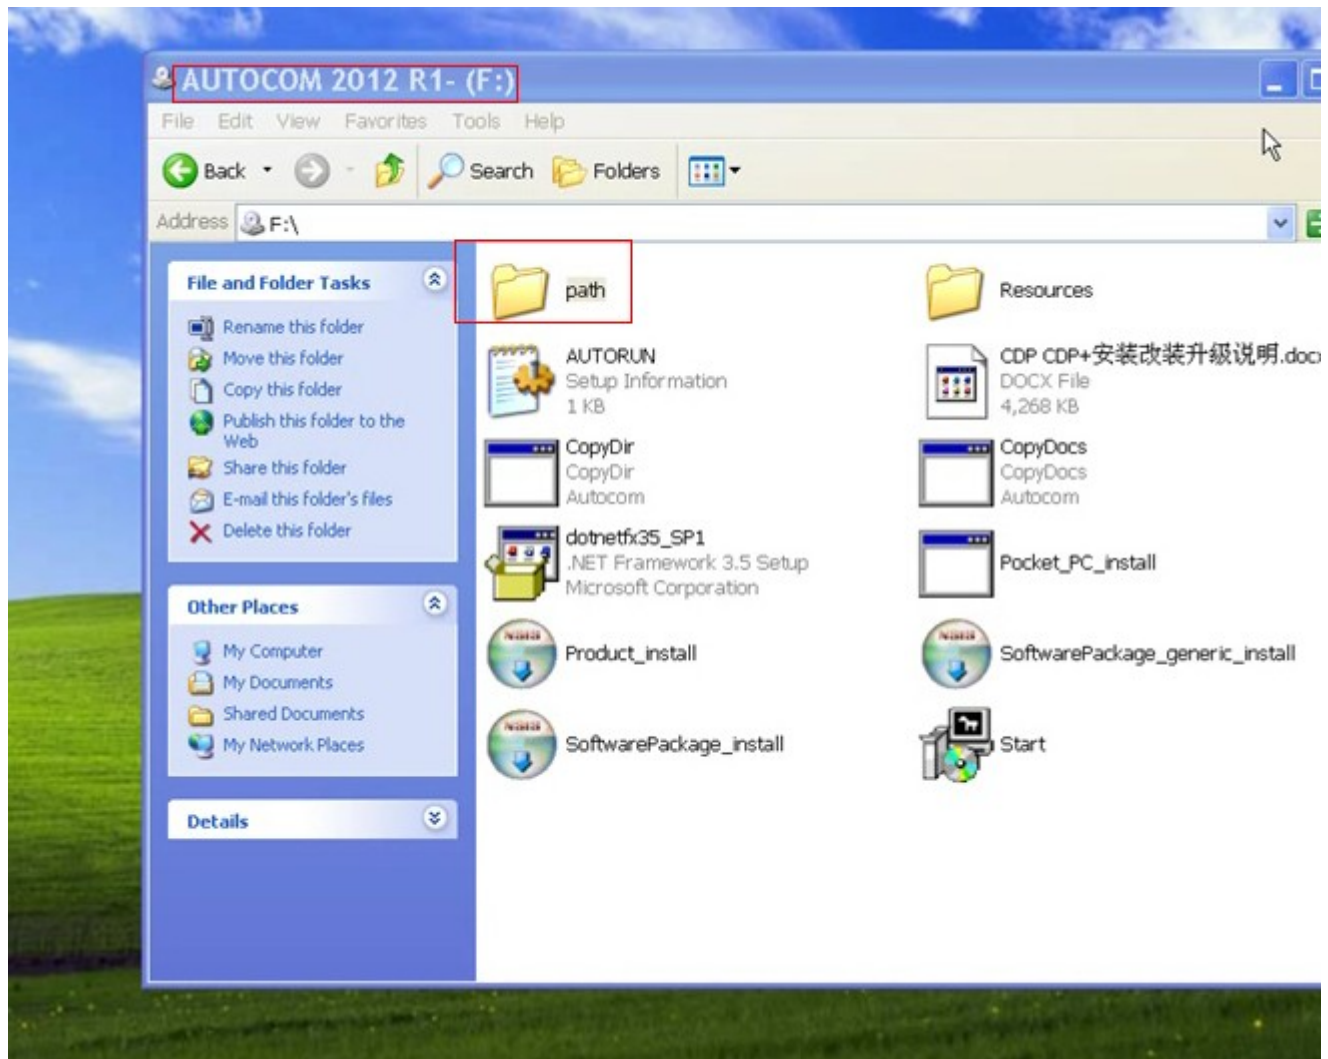 AUTOCOM 2012 R1- (F:)
File Edit View Favorites Tools Help
Back Search Folders
Address F:\
File and Folder Tasks
Rename this folder
Move this folder
Copy this folder
Publish this folder to the
Web
Share this folder
E-mail this folder's files
Delete this folder
Other Places
My Computer
My Documents
Shared Documents
My Network Places
Details
path
Resources
AUTORUN
Setup Information
1 KB
CDP CDP+安装改装升级说明.docx
DOCX File
4,268 KB
CopyDir
CopyDir
Autocom
CopyDocs
CopyDocs
Autocom
dotnetfx35_SP1
.NET Framework 3.5 Setup
Microsoft Corporation
Pocket_PC_install
Product_install
SoftwarePackage_generic_install
SoftwarePackage_install
Start